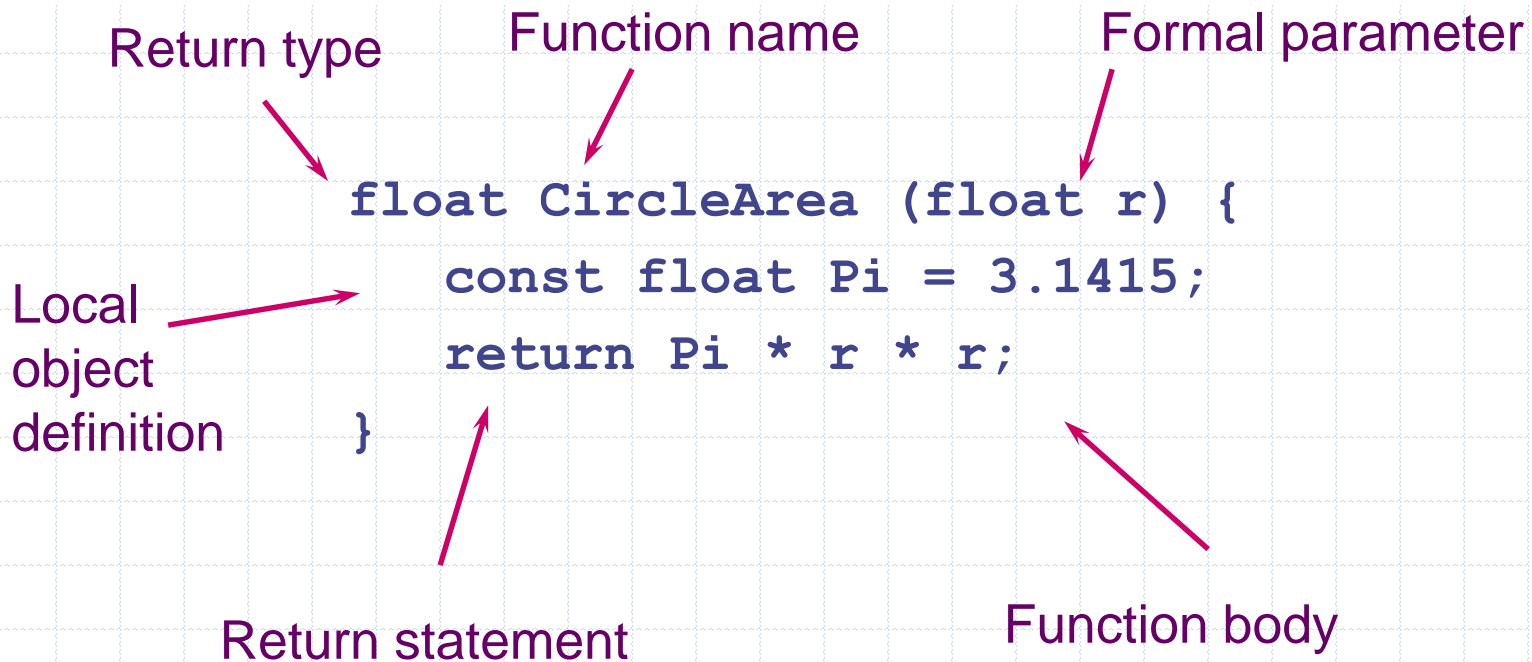 Return type
Function name
Formal parameter
float CircleArea (float r) {
const float Pi = 3.1415;
return Pi * r * r;
}
Local
object
definition
Return statement
Function body